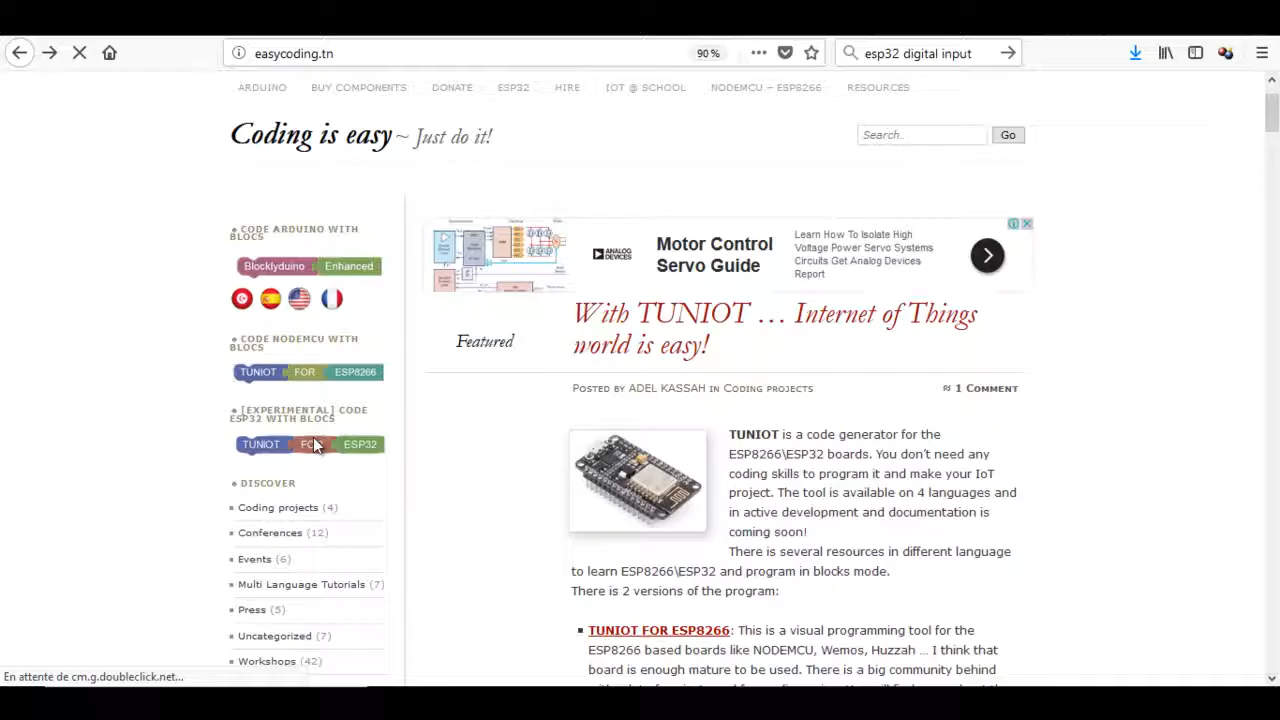 easycoding.tn
90%
esp32 digital input
ARDUINO BUY COMPONENTS DONATE ESP32 HIRE IOT @ SCHOOL NODEMCU – ESP8266 RESOURCES
Coding is easy ~ Just do it!
Search..
Go
CODE ARDUINO WITH
BLOCS
Blocklyduino Enhanced
CODE NODEMCU WITH
BLOCS
TUNIOT FOR ESP8266
[EXPERIMENTAL] CODE
ESP32 WITH BLOCS
TUNIOT FOR ESP32
DISCOVER
Coding projects (4)
Conferences (12)
Events (6)
Multi Language Tutorials (7)
Press (5)
Uncategorized (7)
Workshops (42)
ANALOG
DEVICES
Motor Control
Servo Guide
Learn How To Isolate High
Voltage Power Servo Systems
Circuits Get Analog Devices
Report
Featured
With TUNIOT … Internet of Things
world is easy!
Posted by ADEL KASSAH in Coding projects
≈ 1 Comment
TUNIOT is a code generator for the
ESP8266\ESP32 boards. You don't need any
coding skills to program it and make your IoT
project. The tool is available on 4 languages and
in active development and documentation is
coming soon!
There is several resources in different language
to learn ESP8266\ESP32 and program in blocks mode.
There is 2 versions of the program:
TUNIOT FOR ESP8266: This is a visual programming tool for the
ESP8266 based boards like NODEMCU, Wemos, Huzzah … I think that
board is enough mature to be used. There is a big community behind
En attente de cm.g.doubleclick.net...